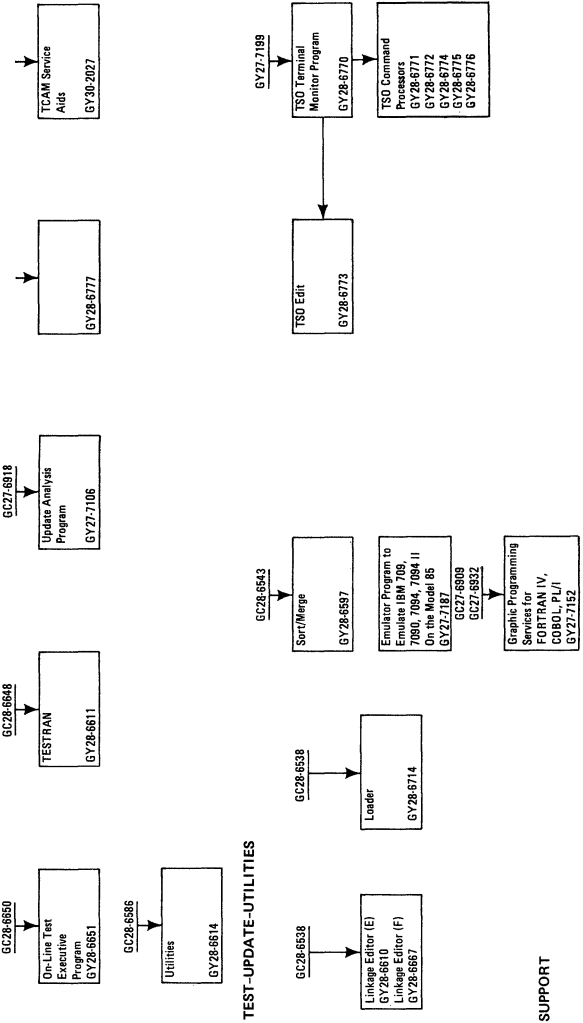 GC28-6650
On-Line Test
Executive
Program
GY28-6651
GC28-6648
TESTRAN
GY28-6611
GC27-6918
Update Analysis
Program
GY27-7106
GY28-6777
TCAM Service
Aids
GY30-2027
GC28-6586
Utilities
GY28-6614
TEST-UPDATE-UTILITIES
GC28-6538
Linkage Editor (E)
GY28-6610
Linkage Editor (F)
GY28-6667
GC28-6538
Loader
GY28-6714
GC28-6543
Sort/Merge
GY28-6597
Emulator Program to
Emulate IBM 709,
7090, 7094, 7094 II
On the Model 85
GY27-7187
GC27-6909
GC27-6932
Graphic Programming
Services for
FORTRAN IV,
COBOL, PL/I
GY27-7152
TSO Edit
GY28-6773
GY27-7199
TSO Terminal
Monitor Program
GY28-6770
TSO Command
Processors
GY28-6771
GY28-6772
GY28-6774
GY28-6775
GY28-6776
SUPPORT